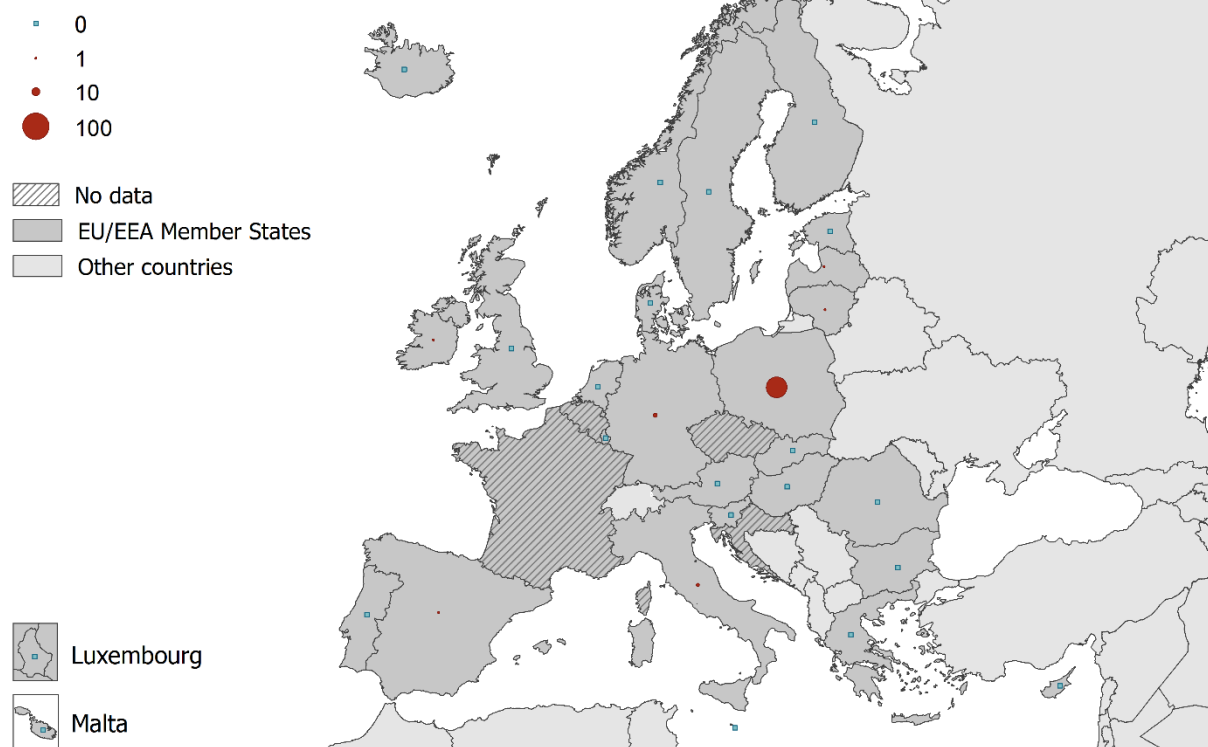 0
1
10
100
No data
EU/EEA Member States
Other countries
Luxembourg
Malta